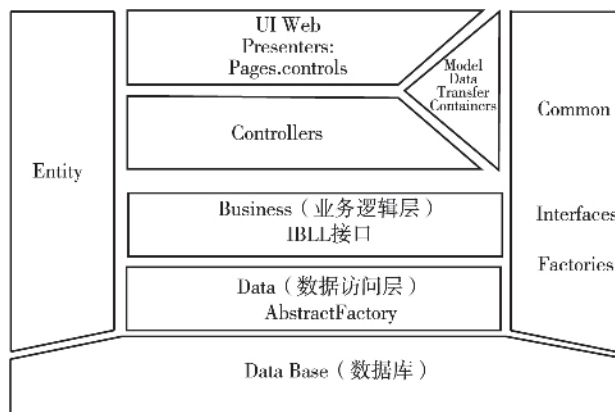 UI Web
Presenters:
Pages.controls
Model
Data
Transfer
Containers
Common
Controllers
Entity
Business（业务逻辑层）
IBLL接口
Interfaces
Factories
Data（数据访问层）
AbstractFactory
Data Base（数据库）